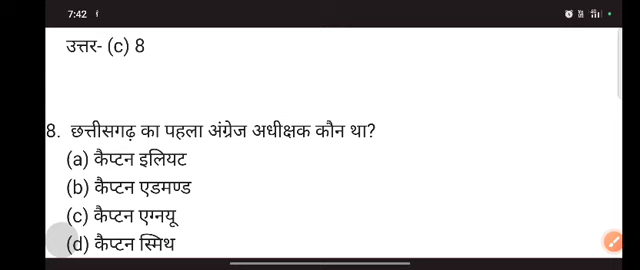 7:42
उत्तर- (c) 8
8. छत्तीसगढ़ का पहला अंग्रेज अधीक्षक कौन था?
(a) कैप्टन इलियट
(b) कैप्टन एडमण्ड
(c) कैप्टन एग्नयू
(d) कैप्टन स्मिथ